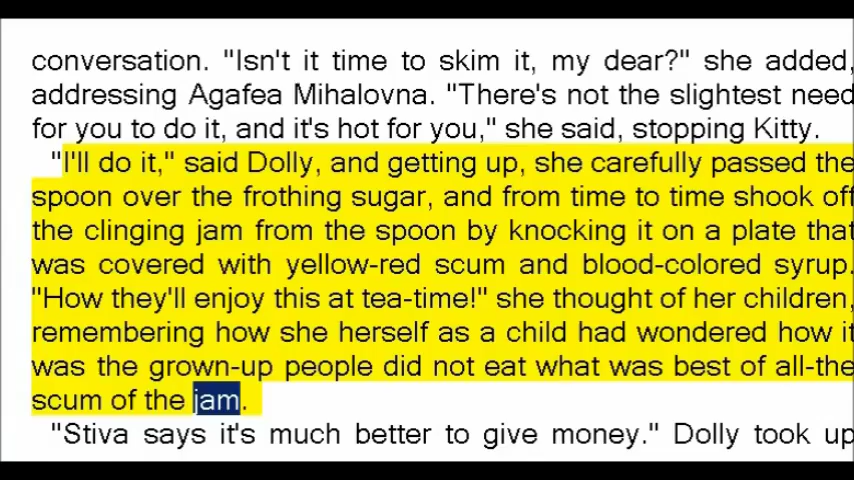 conversation. "Isn't it time to skim it, my dear?" she added,
addressing Agafea Mihalovna. "There's not the slightest need
for you to do it, and it's hot for you," she said, stopping Kitty.
"I'll do it," said Dolly, and getting up, she carefully passed the
spoon over the frothing sugar, and from time to time shook off
the clinging jam from the spoon by knocking it on a plate that
was covered with yellow-red scum and blood-colored syrup.
"How they'll enjoy this at tea-time!" she thought of her children,
remembering how she herself as a child had wondered how it
was the grown-up people did not eat what was best of all-the
scum of the jam.
"Stiva says it's much better to give money." Dolly took up